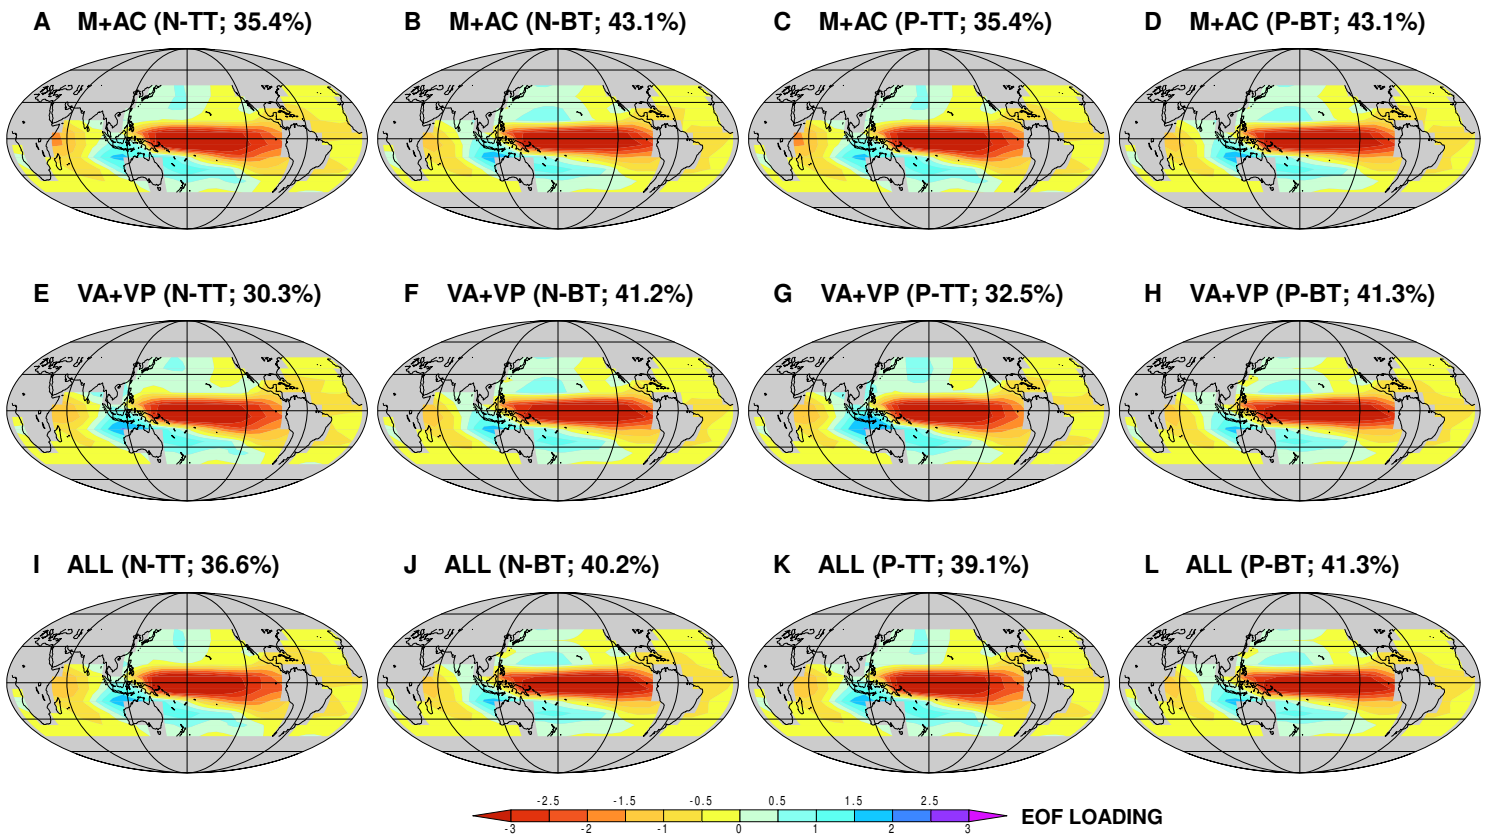 A M+AC (N-TT; 35.4%)
B M+AC (N-BT; 43.1%)
C M+AC (P-TT; 35.4%)
D M+AC (P-BT; 43.1%)
E VA+VP (N-TT; 30.3%)
F VA+VP (N-BT; 41.2%)
G VA+VP (P-TT; 32.5%)
H VA+VP (P-BT; 41.3%)
I ALL (N-TT; 36.6%)
J ALL (N-BT; 40.2%)
K ALL (P-TT; 39.1%)
L ALL (P-BT; 41.3%)
-2.5 -1.5 -0.5 0.5 1.5 2.5
EOF LOADING
-3 -2 -1 0 1 2 3